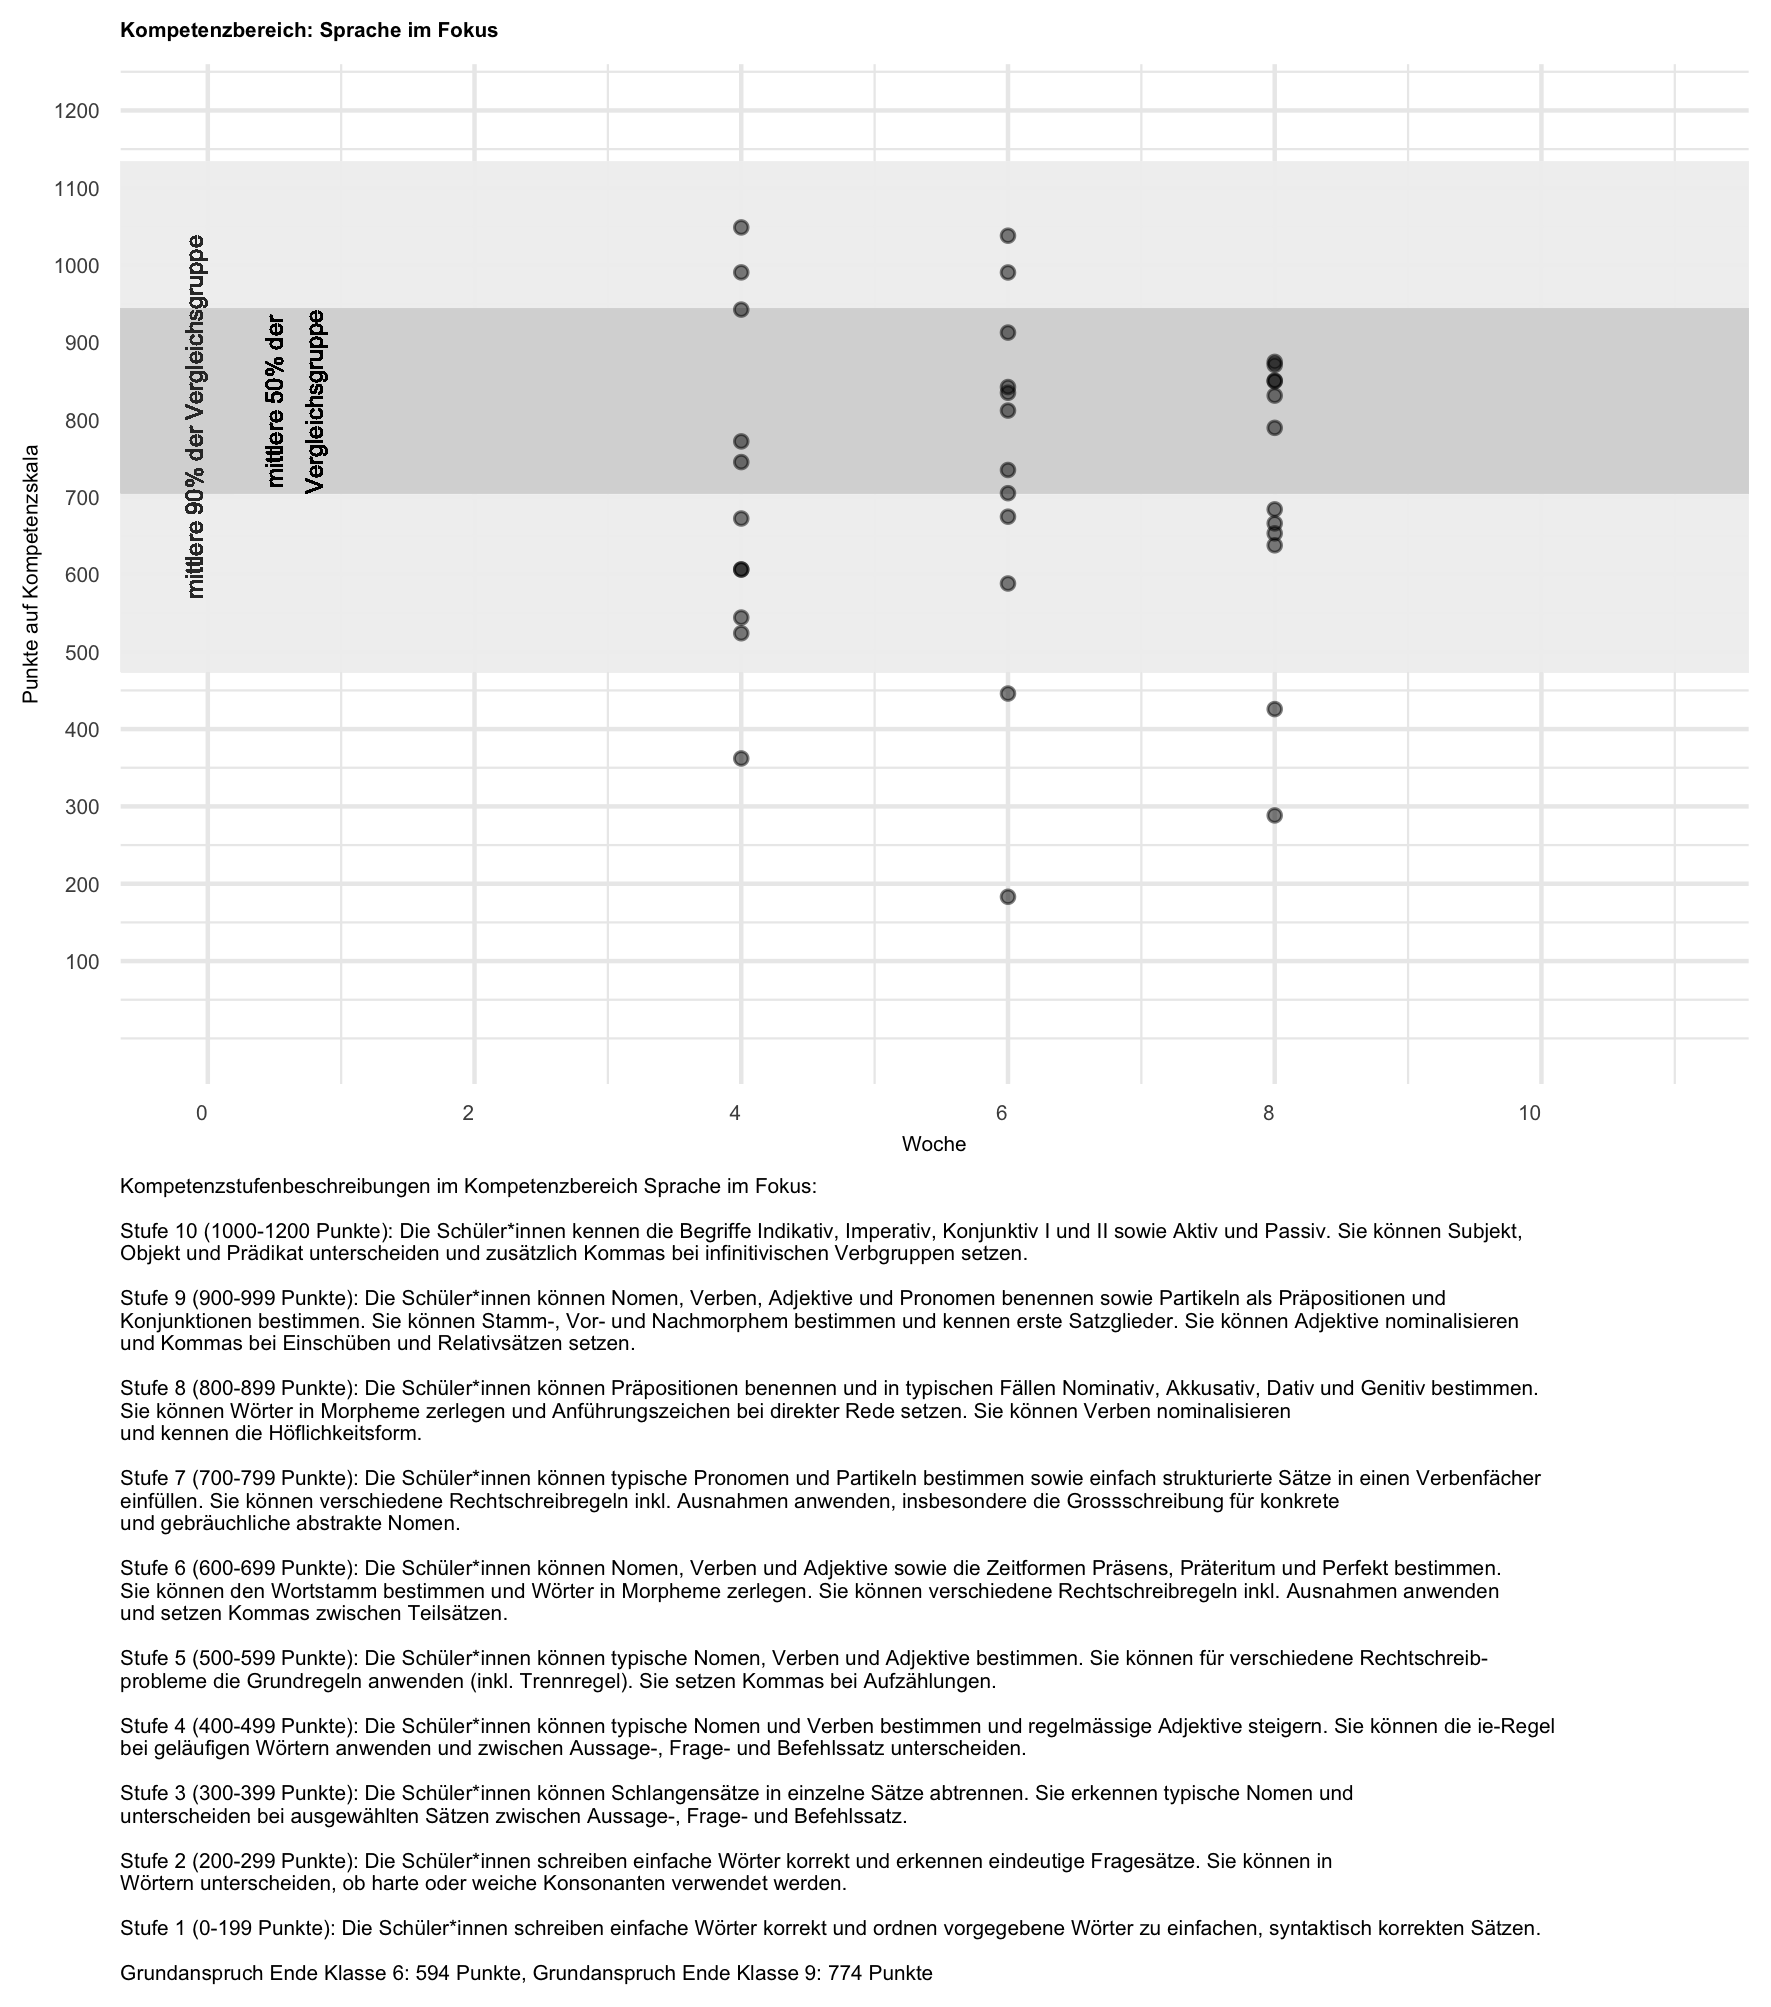 Kompetenzbereich: Sprache im Fokus
1200
1100
1000
900
800
700
600
500
400
300
200
100
Punkte auf Kompetenzskala
mittlere 90% der Vergleichsgruppe
mittlere 50% der
Vergleichsgruppe
0
2
4
6
8
10
Woche
Kompetenzstufenbeschreibungen im Kompetenzbereich Sprache im Fokus:
Stufe 10 (1000-1200 Punkte): Die Schüler*innen kennen die Begriffe Indikativ, Imperativ, Konjunktiv I und II sowie Aktiv und Passiv. Sie können Subjekt,
Objekt und Prädikat unterscheiden und zusätzlich Kommas bei infinitivischen Verbgruppen setzen.
Stufe 9 (900-999 Punkte): Die Schüler*innen können Nomen, Verben, Adjektive und Pronomen benennen sowie Partikeln als Präpositionen und
Konjunktionen bestimmen. Sie können Stamm-, Vor- und Nachmorphem bestimmen und kennen erste Satzglieder. Sie können Adjektive nominalisieren
und Kommas bei Einschüben und Relativsätzen setzen.
Stufe 8 (800-899 Punkte): Die Schüler*innen können Präpositionen benennen und in typischen Fällen Nominativ, Akkusativ, Dativ und Genitiv bestimmen.
Sie können Wörter in Morpheme zerlegen und Anführungszeichen bei direkter Rede setzen. Sie können Verben nominalisieren
und kennen die Höflichkeitsform.
Stufe 7 (700-799 Punkte): Die Schüler*innen können typische Pronomen und Partikeln bestimmen sowie einfach strukturierte Sätze in einen Verbenfächer
einfüllen. Sie können verschiedene Rechtschreibregeln inkl. Ausnahmen anwenden, insbesondere die Grossschreibung für konkrete
und gebräuchliche abstrakte Nomen.
Stufe 6 (600-699 Punkte): Die Schüler*innen können Nomen, Verben und Adjektive sowie die Zeitformen Präsens, Präteritum und Perfekt bestimmen.
Sie können den Wortstamm bestimmen und Wörter in Morpheme zerlegen. Sie können verschiedene Rechtschreibregeln inkl. Ausnahmen anwenden
und setzen Kommas zwischen Teilsätzen.
Stufe 5 (500-599 Punkte): Die Schüler*innen können typische Nomen, Verben und Adjektive bestimmen. Sie können für verschiedene Rechtschreib-
probleme die Grundregeln anwenden (inkl. Trennregel). Sie setzen Kommas bei Aufzählungen.
Stufe 4 (400-499 Punkte): Die Schüler*innen können typische Nomen und Verben bestimmen und regelmässige Adjektive steigern. Sie können die ie-Regel
bei geläufigen Wörtern anwenden und zwischen Aussage-, Frage- und Befehlssatz unterscheiden.
Stufe 3 (300-399 Punkte): Die Schüler*innen können Schlangensätze in einzelne Sätze abtrennen. Sie erkennen typische Nomen und
unterscheiden bei ausgewählten Sätzen zwischen Aussage-, Frage- und Befehlssatz.
Stufe 2 (200-299 Punkte): Die Schüler*innen schreiben einfache Wörter korrekt und erkennen eindeutige Fragesätze. Sie können in
Wörtern unterscheiden, ob harte oder weiche Konsonanten verwendet werden.
Stufe 1 (0-199 Punkte): Die Schüler*innen schreiben einfache Wörter korrekt und ordnen vorgegebene Wörter zu einfachen, syntaktisch korrekten Sätzen.
Grundanspruch Ende Klasse 6: 594 Punkte, Grundanspruch Ende Klasse 9: 774 Punkte